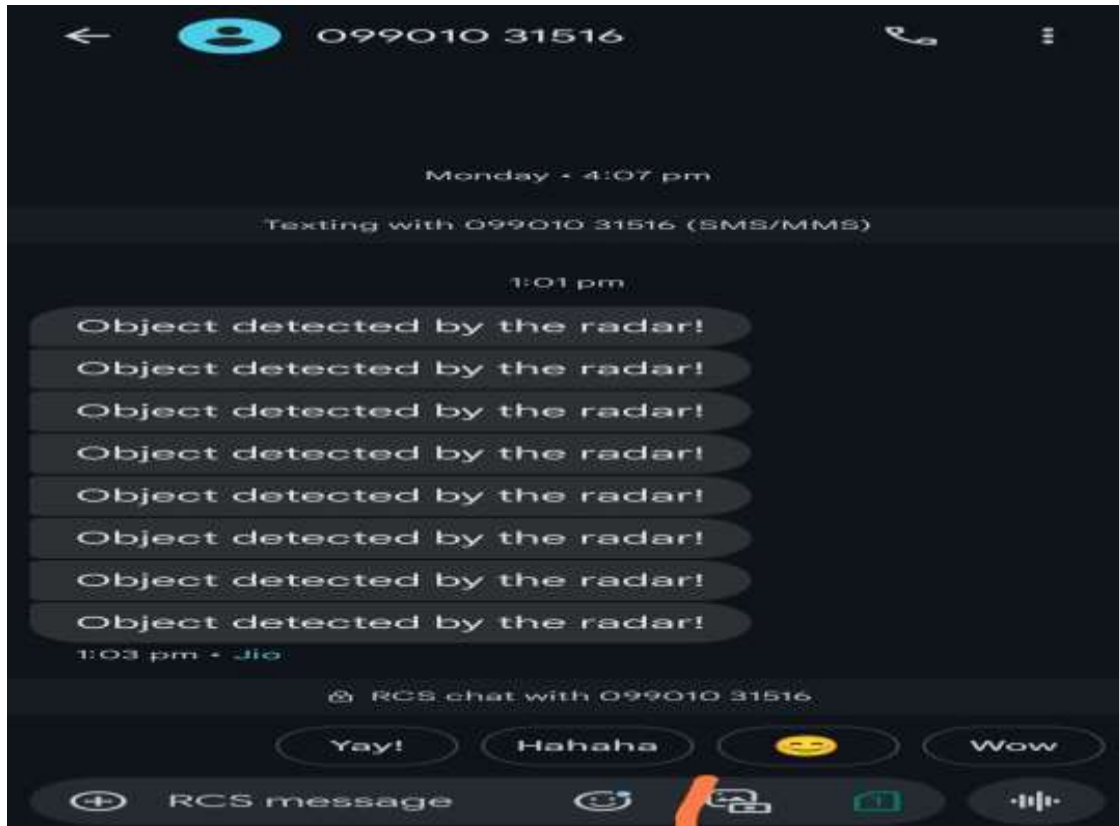 099010 31516
Monday • 4:07 pm
Texting with 099010 31516 (SMS/MMS)
1:01 pm
Object detected by the radar!
Object detected by the radar!
Object detected by the radar!
Object detected by the radar!
Object detected by the radar!
Object detected by the radar!
Object detected by the radar!
Object detected by the radar!
1:03 pm • Jio
RCS chat with 099010 31516
Yay! Hahaha 😊 Wow
RCS message 1